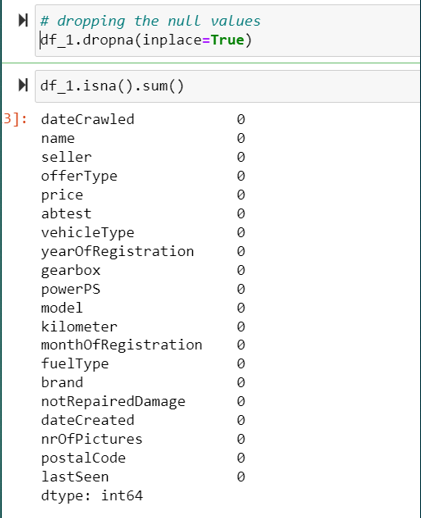 # dropping the null values
df_1.dropna(inplace=True)
df_1.isna().sum()
3]:
dateCrawled 0
name 0
seller 0
offerType 0
price 0
abtest 0
vehicleType 0
yearOfRegistration 0
gearbox 0
powerPS 0
model 0
kilometer 0
monthOfRegistration 0
fuelType 0
brand 0
notRepairedDamage 0
dateCreated 0
nrOfPictures 0
postalCode 0
lastSeen 0
dtype: int64